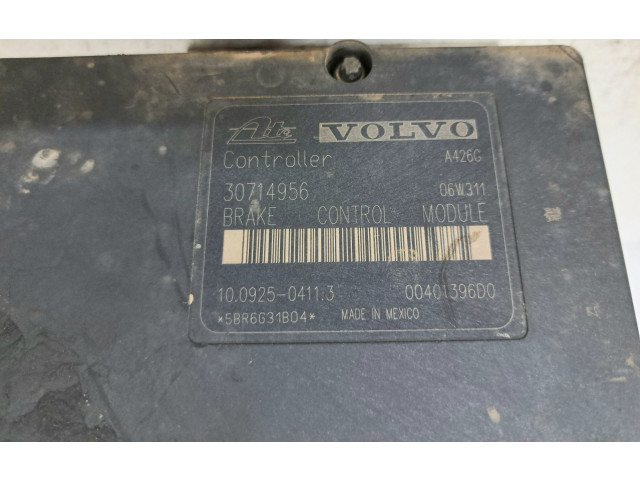 Ate VOLVO
Controller A426G
30714956 06W311
BRAKE CONTROL MODULE
10.0925-0411.3 00401396D0
*5BR6G31B04* MADE IN MEXICO